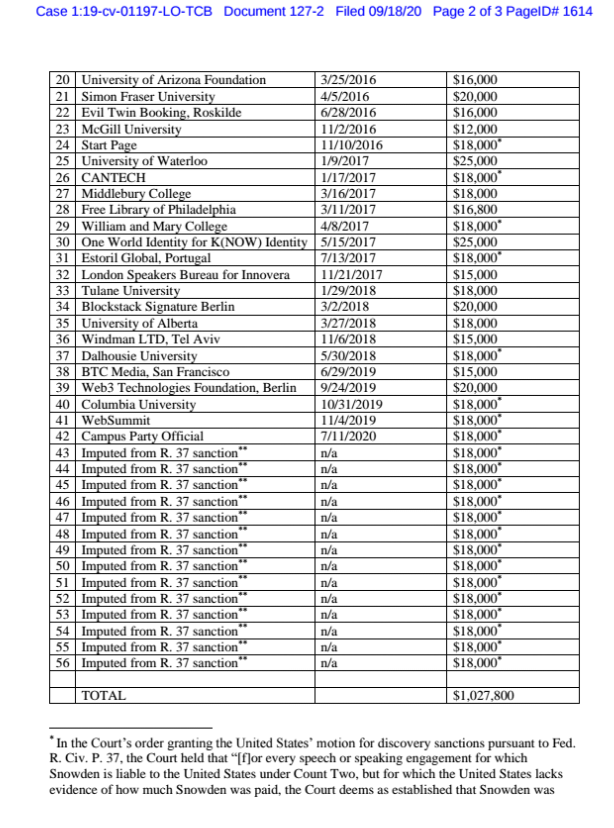 Case 1:19-cv-01197-LO-TCB Document 127-2 Filed 09/18/20 Page 2 of 3 PageID# 1614
20 University of Arizona Foundation 3/25/2016 $16,000
21 Simon Fraser University 4/5/2016 $20,000
22 Evil Twin Booking, Roskilde 6/28/2016 $16,000
23 McGill University 11/2/2016 $12,000
24 Start Page 11/10/2016 $18,000*
25 University of Waterloo 1/9/2017 $25,000
26 CANTECH 1/17/2017 $18,000*
27 Middlebury College 3/16/2017 $18,000
28 Free Library of Philadelphia 3/11/2017 $16,800
29 William and Mary College 4/8/2017 $18,000*
30 One World Identity for K(NOW) Identity 5/15/2017 $25,000
31 Estoril Global, Portugal 7/13/2017 $18,000*
32 London Speakers Bureau for Innovera 11/21/2017 $15,000
33 Tulane University 1/29/2018 $18,000
34 Blockstack Signature Berlin 3/2/2018 $20,000
35 University of Alberta 3/27/2018 $18,000
36 Windman LTD, Tel Aviv 11/6/2018 $15,000
37 Dalhousie University 5/30/2018 $18,000*
38 BTC Media, San Francisco 6/29/2019 $15,000
39 Web3 Technologies Foundation, Berlin 9/24/2019 $20,000
40 Columbia University 10/31/2019 $18,000*
41 WebSummit 11/4/2019 $18,000*
42 Campus Party Official 7/11/2020 $18,000*
43 Imputed from R. 37 sanction** n/a $18,000*
44 Imputed from R. 37 sanction** n/a $18,000*
45 Imputed from R. 37 sanction** n/a $18,000*
46 Imputed from R. 37 sanction** n/a $18,000*
47 Imputed from R. 37 sanction** n/a $18,000*
48 Imputed from R. 37 sanction** n/a $18,000*
49 Imputed from R. 37 sanction** n/a $18,000*
50 Imputed from R. 37 sanction** n/a $18,000*
51 Imputed from R. 37 sanction** n/a $18,000*
52 Imputed from R. 37 sanction** n/a $18,000*
53 Imputed from R. 37 sanction** n/a $18,000*
54 Imputed from R. 37 sanction** n/a $18,000*
55 Imputed from R. 37 sanction** n/a $18,000*
56 Imputed from R. 37 sanction** n/a $18,000*
TOTAL $1,027,800
* In the Court's order granting the United States' motion for discovery sanctions pursuant to Fed.
R. Civ. P. 37, the Court held that "[f]or every speech or speaking engagement for which
Snowden is liable to the United States under Count Two, but for which the United States lacks
evidence of how much Snowden was paid, the Court deems as established that Snowden was